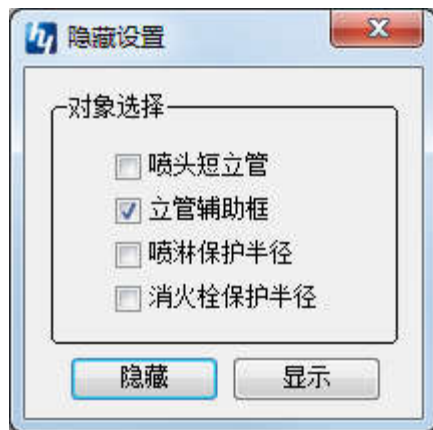 hy 隐藏设置
对象选择
喷头短立管
立管辅助框
喷淋保护半径
消火栓保护半径
隐藏 显示